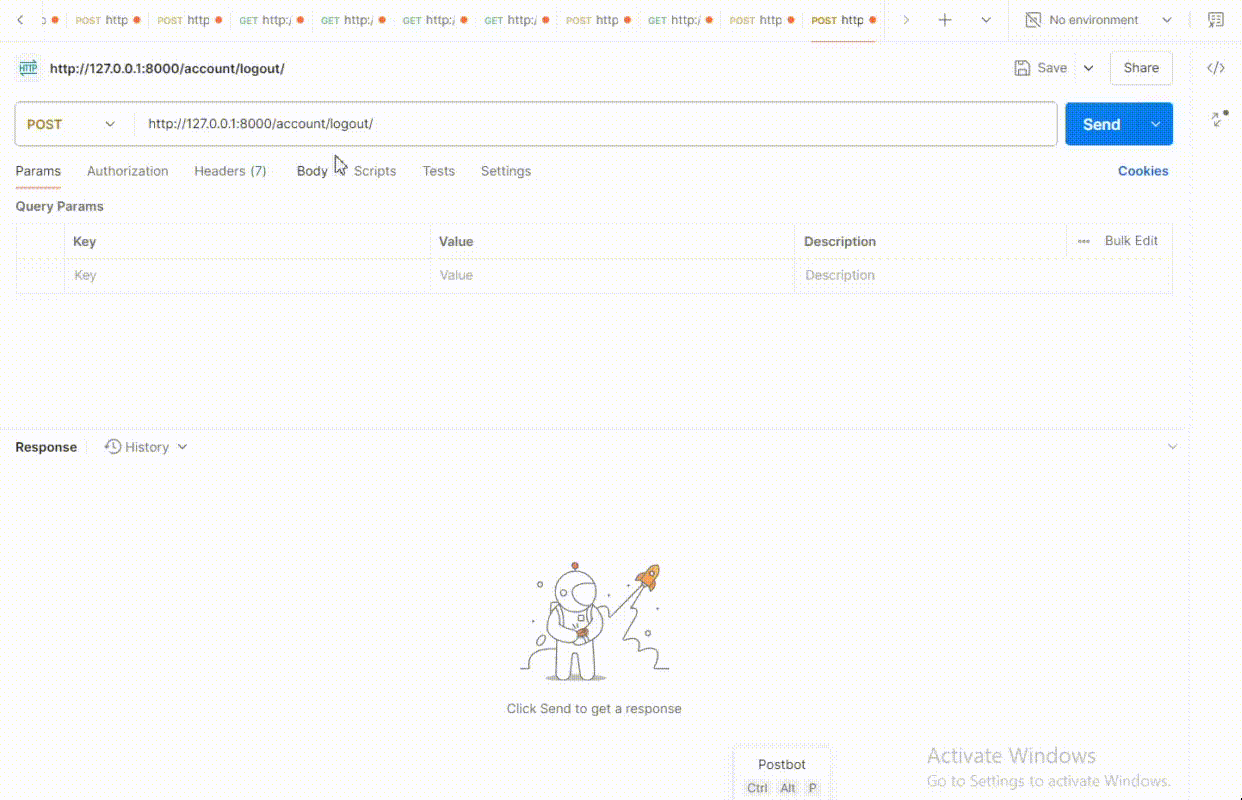 POST http POST http GET http:/ GET http:/ GET http:/ GET http:/ POST http GET http:/ POST http POST http No environment
HTTP http://127.0.0.1:8000/account/logout/ Save Share </>
POST http://127.0.0.1:8000/account/logout/ Send
Params Authorization Headers (7) Body Scripts Tests Settings Cookies
Query Params
Key Value Description Bulk Edit
Key Value Description
Response History
Click Send to get a response
Postbot
Ctrl Alt P
Activate Windows
Go to Settings to activate Windows.